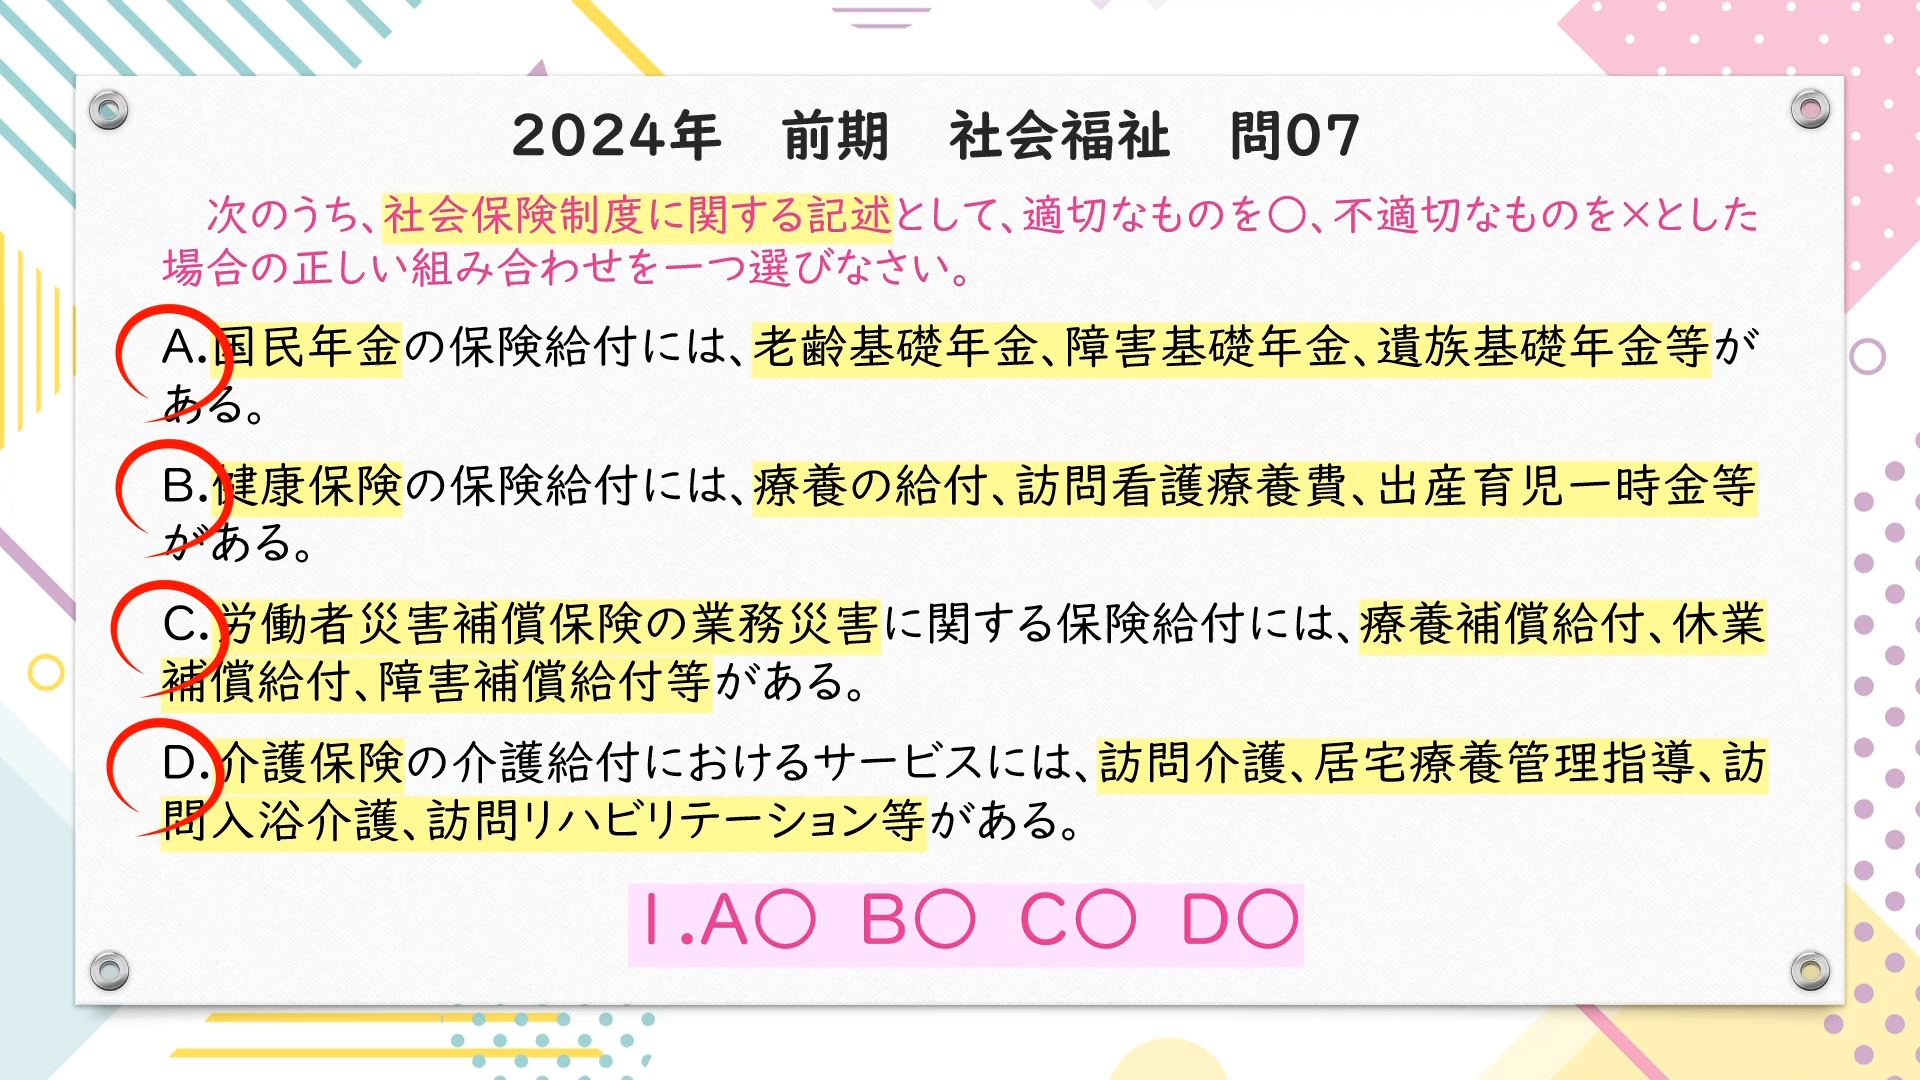 2024年　前期　社会福祉　問07
次のうち、社会保険制度に関する記述として、適切なものを〇、不適切なものを×とした
場合の正しい組み合わせを一つ選びなさい。
A.国民年金の保険給付には、老齢基礎年金、障害基礎年金、遺族基礎年金等が
ある。
B.健康保険の保険給付には、療養の給付、訪問看護療養費、出産育児一時金等
がある。
C.労働者災害補償保険の業務災害に関する保険給付には、療養補償給付、休業
補償給付、障害補償給付等がある。
D.介護保険の介護給付におけるサービスには、訪問介護、居宅療養管理指導、訪
問入浴介護、訪問リハビリテーション等がある。
1.A〇 B〇 C〇 D〇